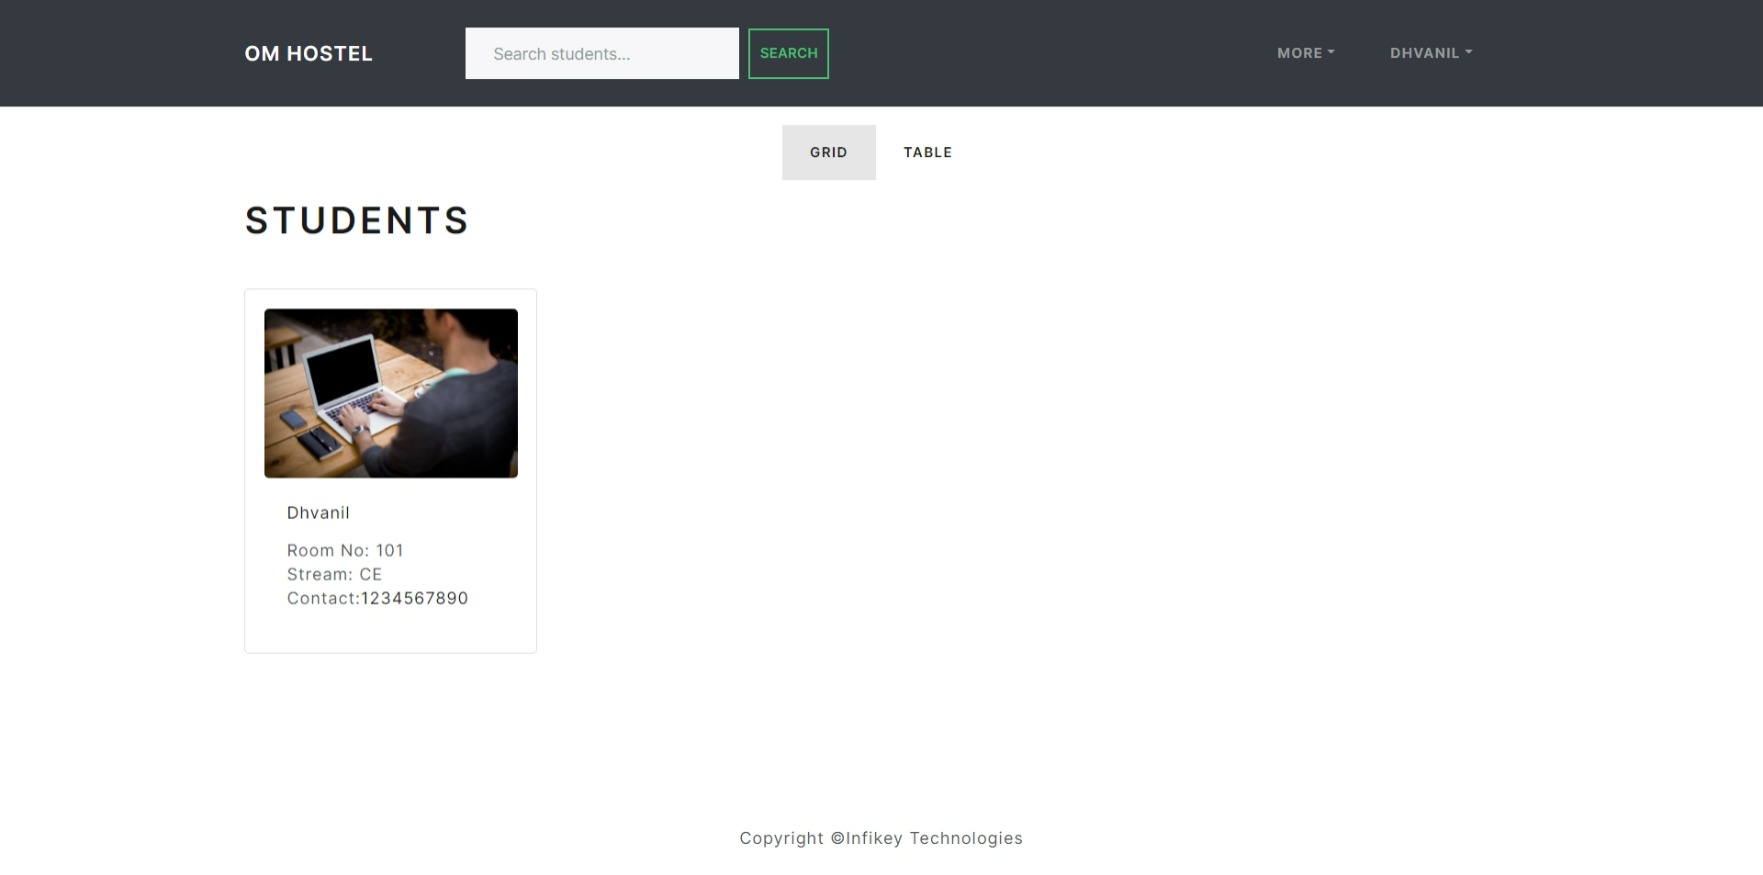 OM HOSTEL
Search students...
SEARCH
MORE
DHVANIL
GRID
TABLE
STUDENTS
Dhvanil
Room No: 101
Stream: CE
Contact:1234567890
Copyright ©Infikey Technologies